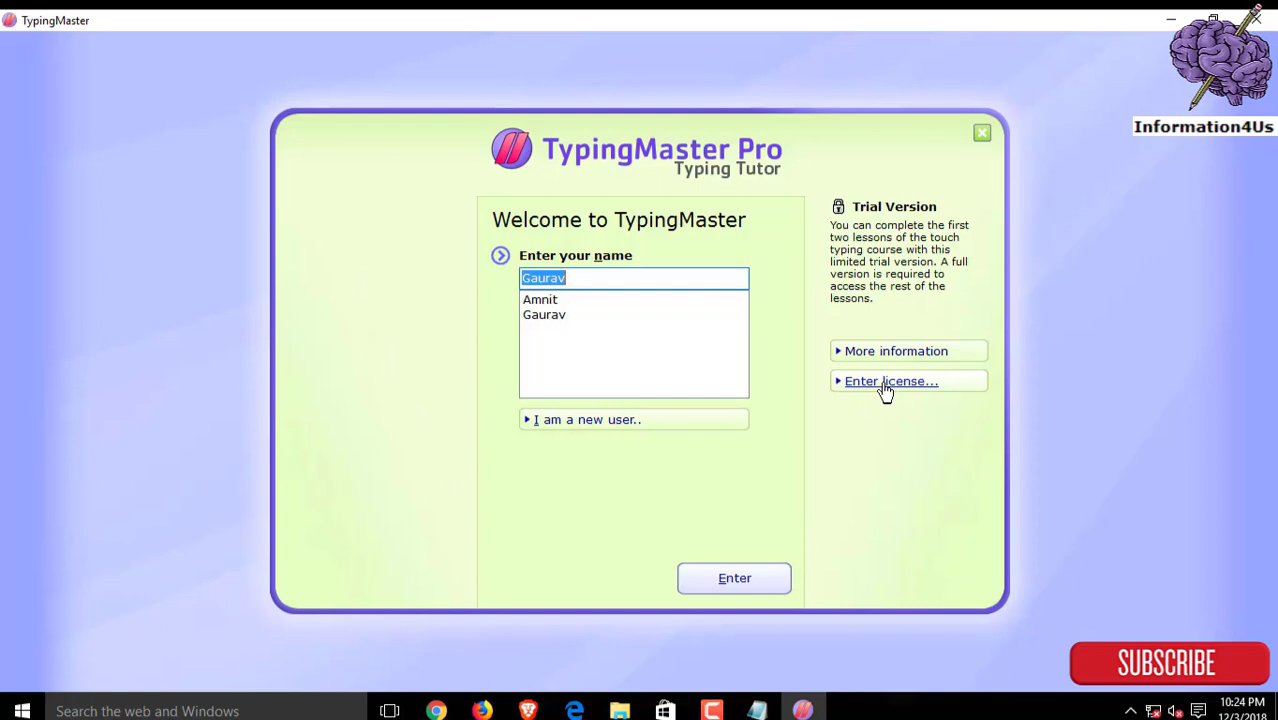 TypingMaster
Information4Us
TypingMaster Pro
Typing Tutor
Welcome to TypingMaster
Enter your name
Gaurav
Amnit
Gaurav
I am a new user..
Enter
Trial Version
You can complete the first
two lessons of the touch
typing course with this
limited trial version. A full
version is required to
access the rest of the
lessons.
More information
Enter license...
SUBSCRIBE
Search the web and Windows
10:24 PM
12/3/2018